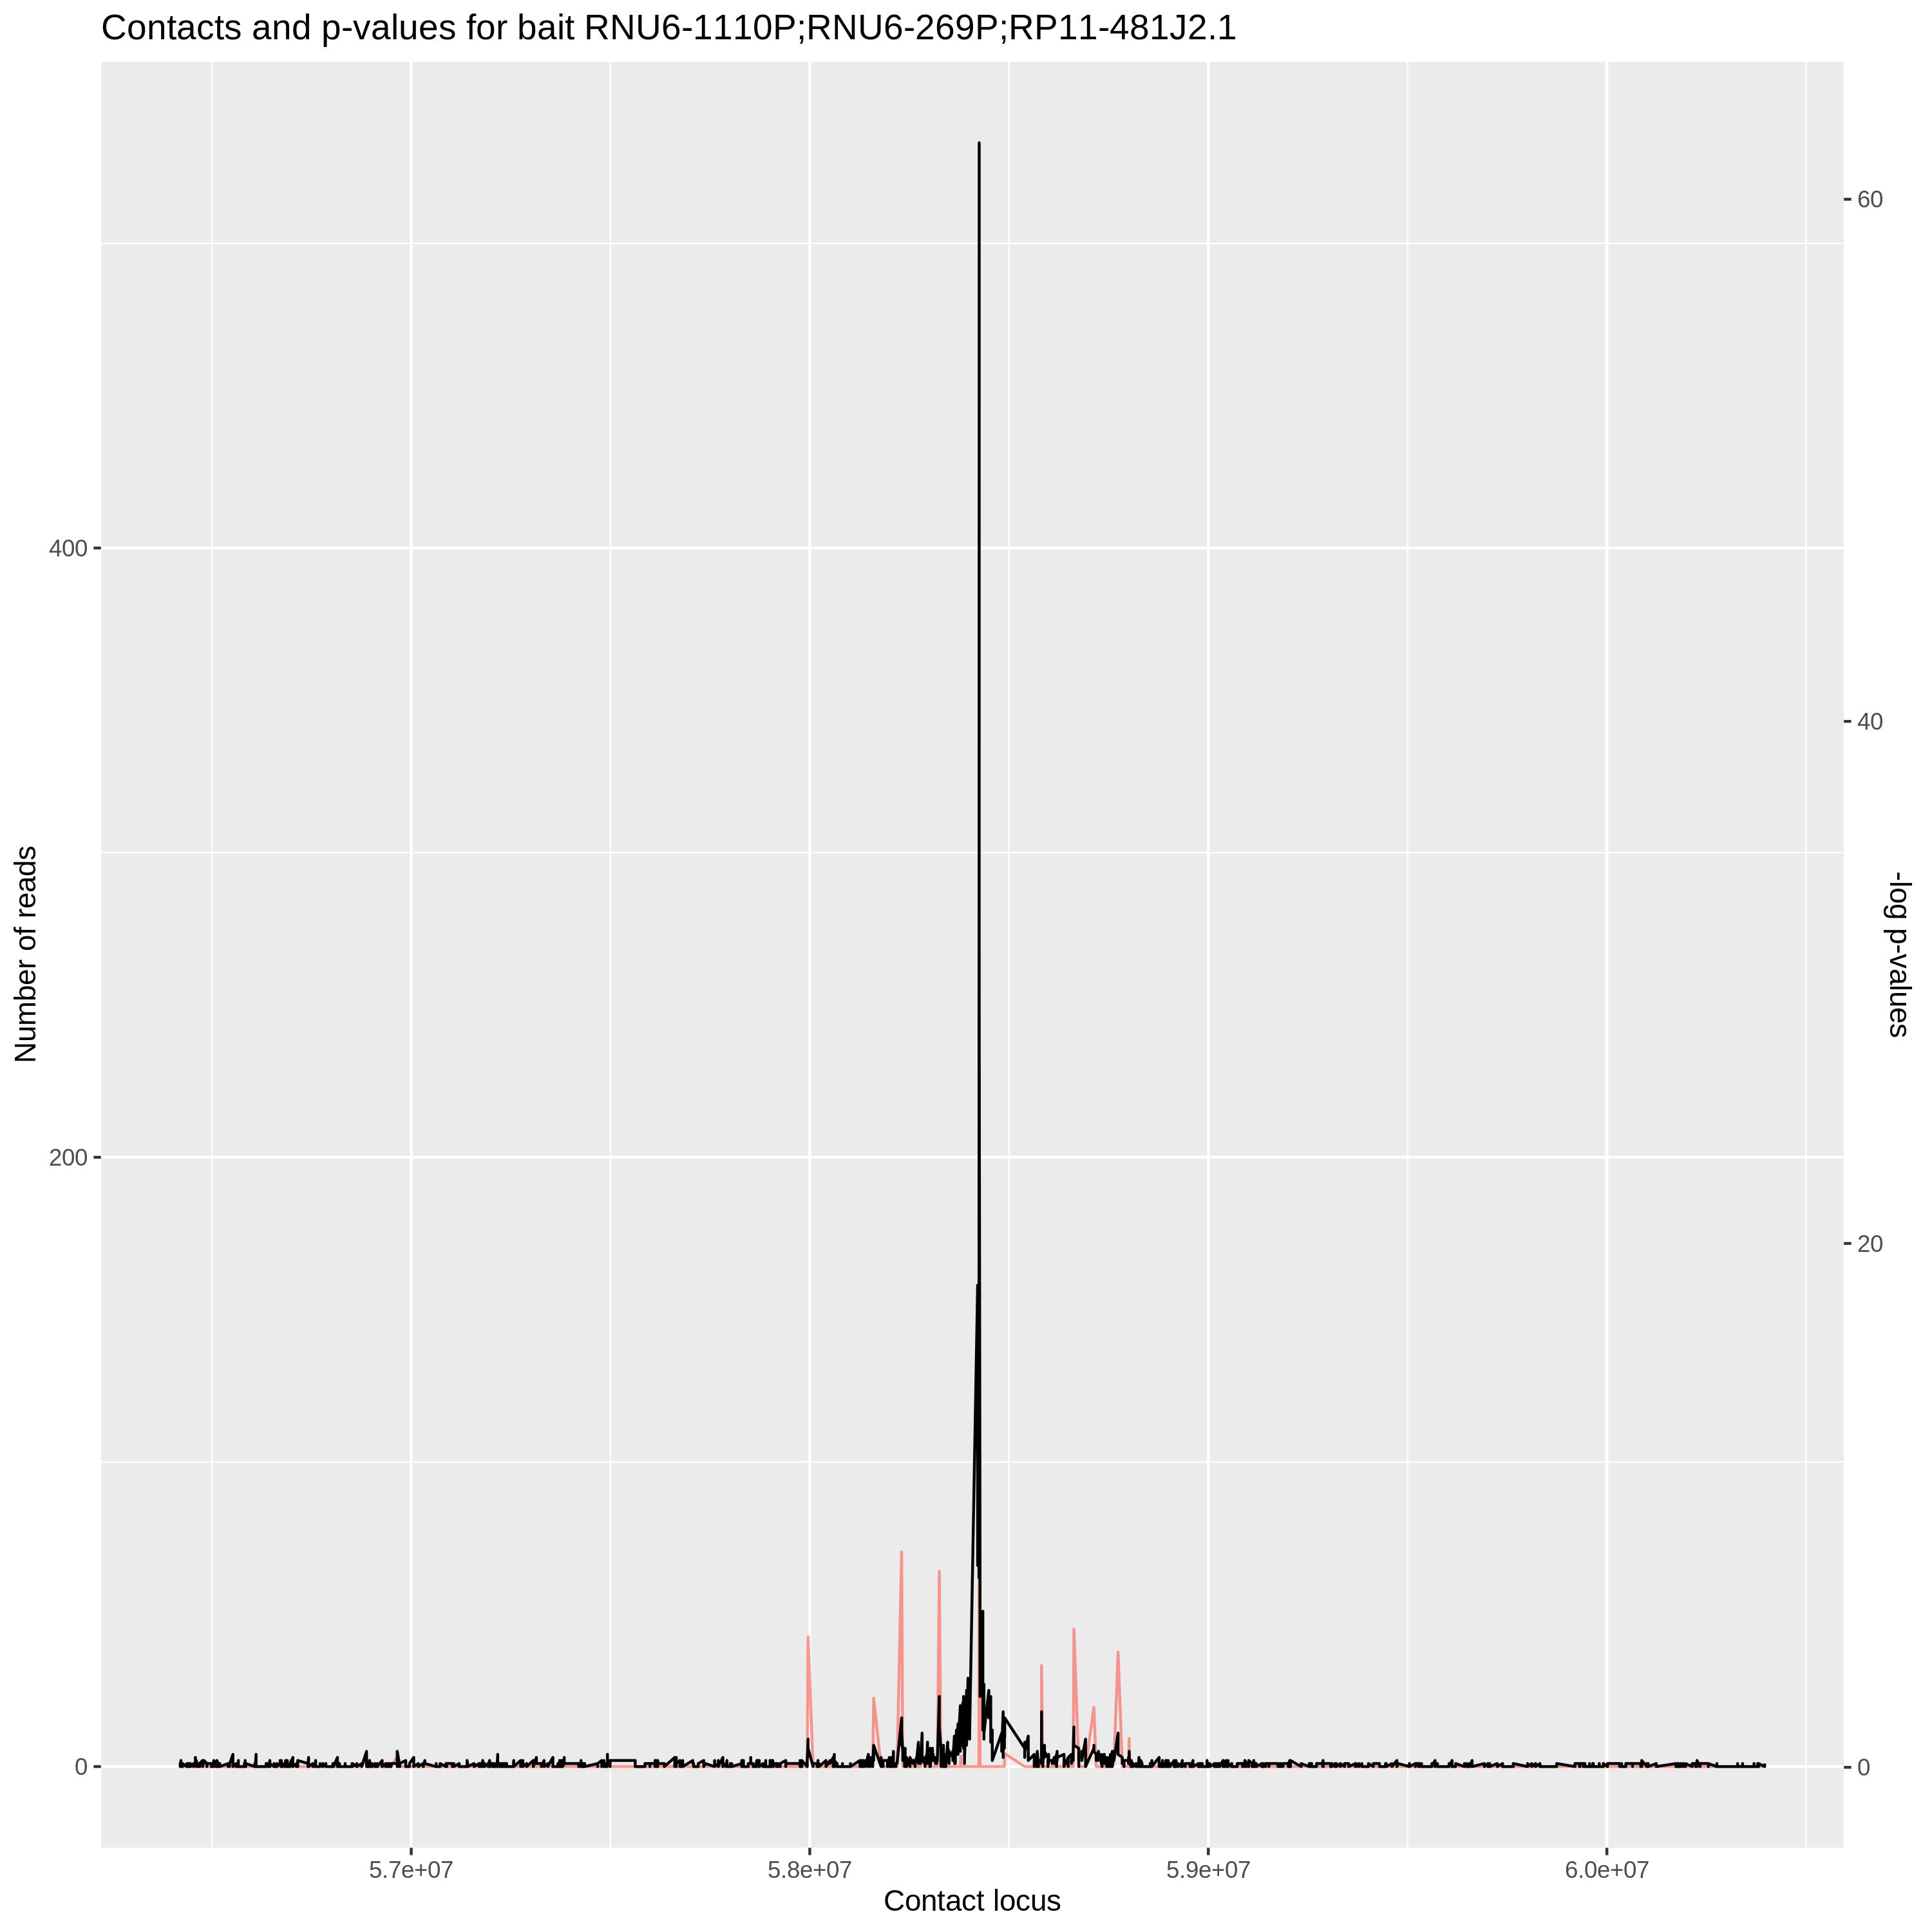 Contacts and p-values for bait RNU6-1110P;RNU6-269P;RP11-481J2.1
60
400
40
Number of reads
-log p-values
200
20
0
0
5.7e+07
5.8e+07
5.9e+07
6.0e+07
Contact locus